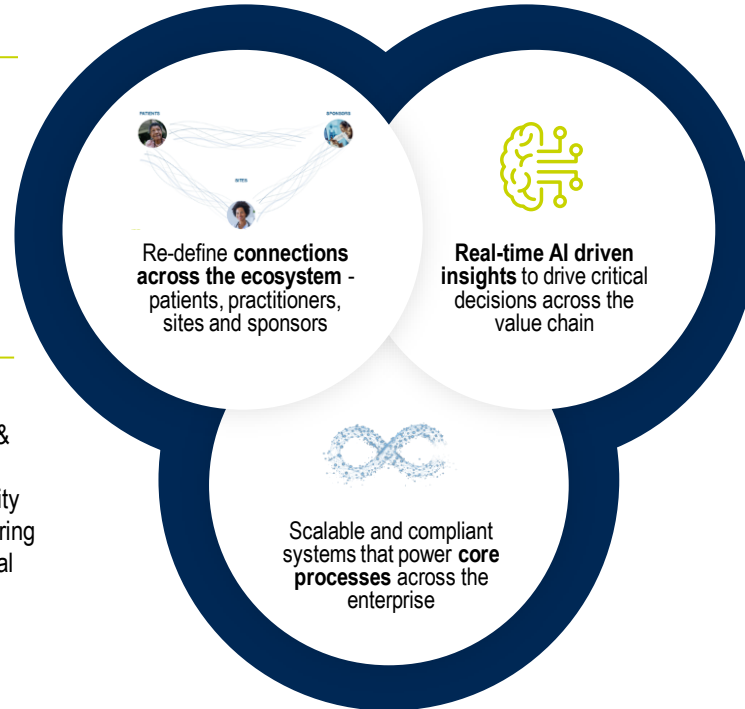 PATIENTS
SPONSORS
SITES
Re-define connections
across the ecosystem -
patients, practitioners,
sites and sponsors
Real-time AI driven
insights to drive critical
decisions across the
value chain
&
ity
ring
al
Scalable and compliant
systems that power core
processes across the
enterprise